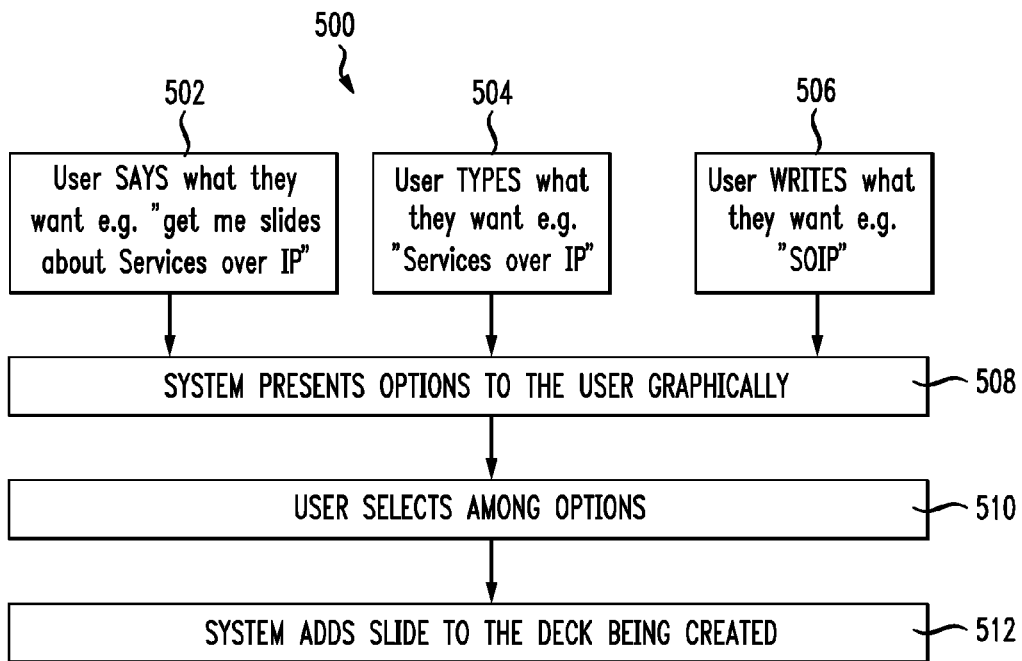 500
502
504
506
User SAYS what they
want e.g. "get me slides
about Services over IP"
User TYPES what
they want e.g.
"Services over IP"
User WRITES what
they want e.g.
"SOIP"
SYSTEM PRESENTS OPTIONS TO THE USER GRAPHICALLY
508
USER SELECTS AMONG OPTIONS
510
SYSTEM ADDS SLIDE TO THE DECK BEING CREATED
512